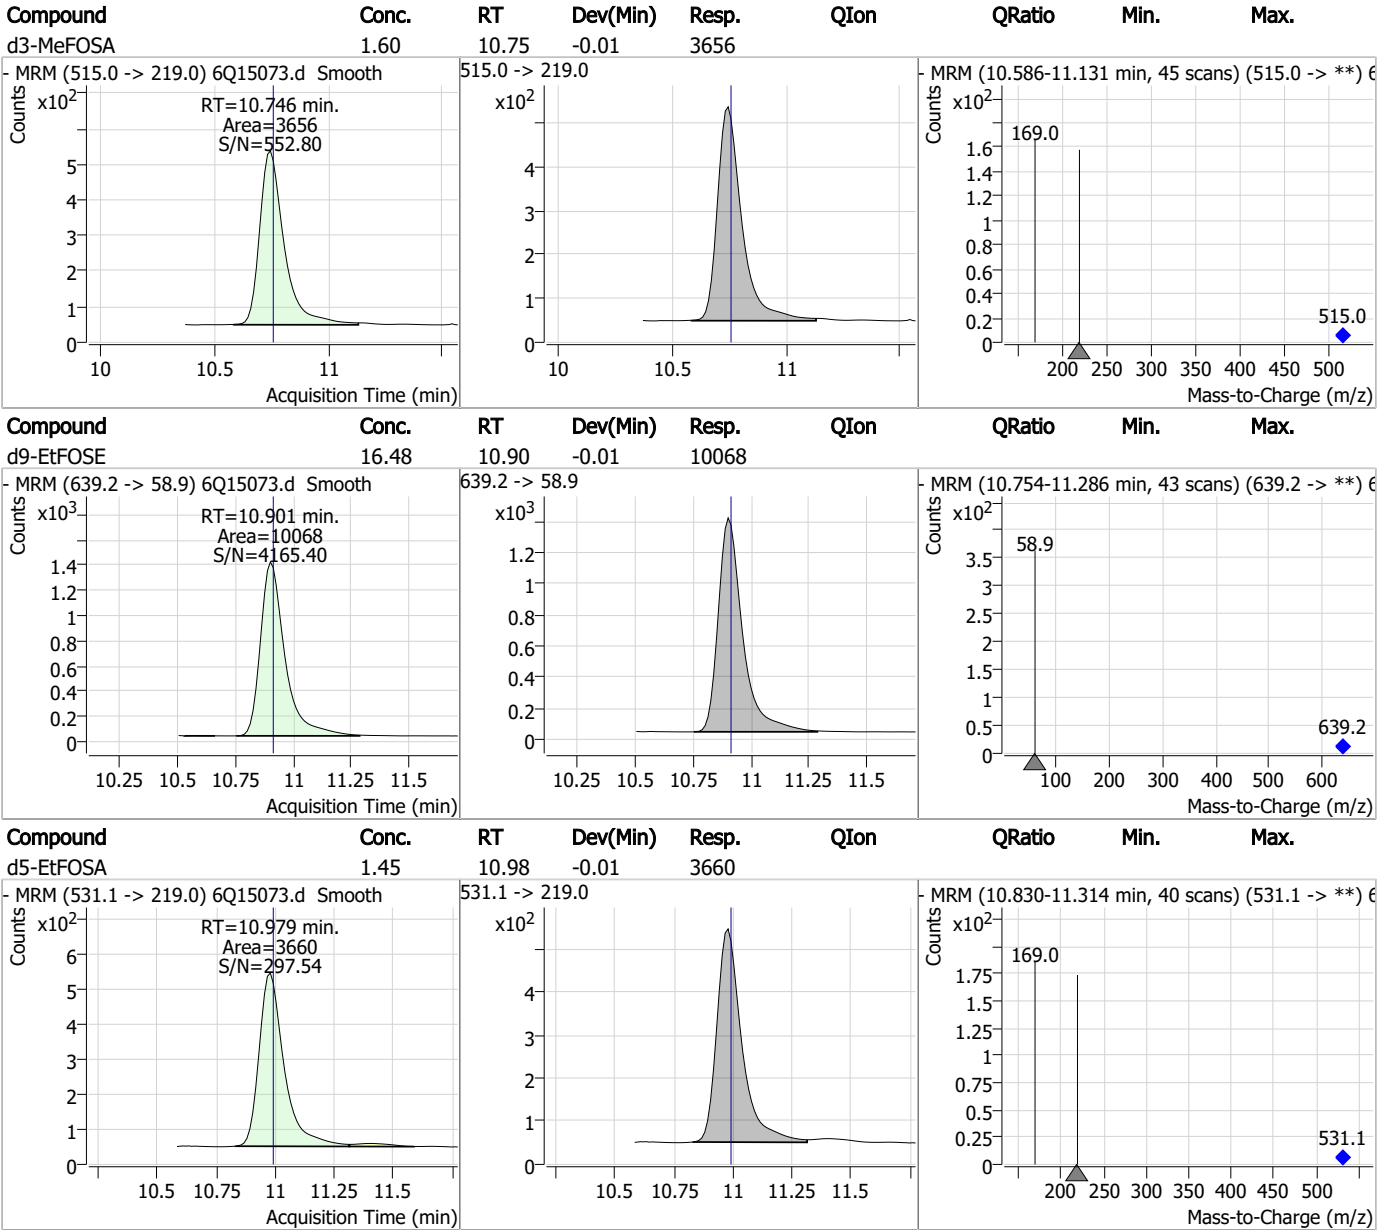 Compound Conc. RT Dev(Min) Resp. QIon QRatio Min. Max.
d3-MeFOSA 1.60 10.75 -0.01 3656
- MRM (515.0 -> 219.0) 6Q15073.d Smooth
Counts
x10²
RT=10.746 min.
Area=3656
S/N=552.80
5
4
3
2
1
0
10 10.5 11
Acquisition Time (min)
515.0 -> 219.0
x10²
4
3
2
1
0
10 10.5 11
- MRM (10.586-11.131 min, 45 scans) (515.0 -> **) 6
Counts
x10²
169.0
1.6
1.4
1.2
1
0.8
0.6
0.4
0.2
0
515.0
200 250 300 350 400 450 500
Mass-to-Charge (m/z)
Compound Conc. RT Dev(Min) Resp. QIon QRatio Min. Max.
d9-EtFOSE 16.48 10.90 -0.01 10068
- MRM (639.2 -> 58.9) 6Q15073.d Smooth
Counts
x10³
RT=10.901 min.
Area=10068
S/N=4165.40
1.4
1.2
1
0.8
0.6
0.4
0.2
0
10.25 10.5 10.75 11 11.25 11.5
Acquisition Time (min)
639.2 -> 58.9
x10³
1.2
1
0.8
0.6
0.4
0.2
0
10.25 10.5 10.75 11 11.25 11.5
- MRM (10.754-11.286 min, 43 scans) (639.2 -> **) 6
Counts
x10²
58.9
3.5
3
2.5
2
1.5
1
0.5
0
639.2
100 200 300 400 500 600
Mass-to-Charge (m/z)
Compound Conc. RT Dev(Min) Resp. QIon QRatio Min. Max.
d5-EtFOSA 1.45 10.98 -0.01 3660
- MRM (531.1 -> 219.0) 6Q15073.d Smooth
Counts
x10²
RT=10.979 min.
Area=3660
S/N=297.54
6
5
4
3
2
1
0
10.5 10.75 11 11.25 11.5
Acquisition Time (min)
531.1 -> 219.0
x10²
4
3
2
1
0
10.5 10.75 11 11.25 11.5
- MRM (10.830-11.314 min, 40 scans) (531.1 -> **) 6
Counts
x10²
169.0
1.75
1.5
1.25
1
0.75
0.5
0.25
0
531.1
200 250 300 350 400 450 500
Mass-to-Charge (m/z)